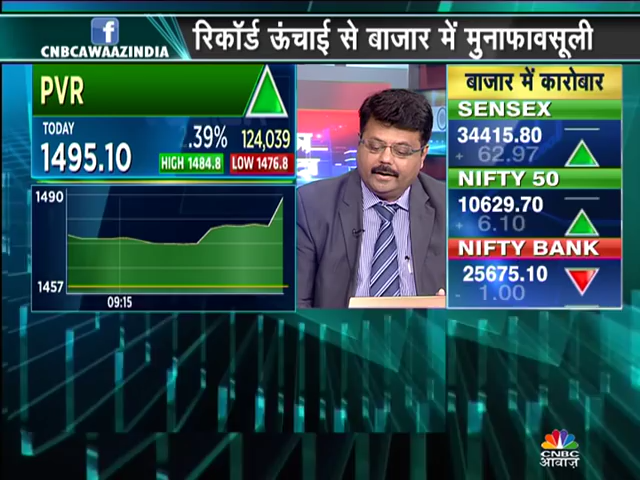 CNBCAWAAZINDIA
रिकॉर्ड ऊंचाई से बाजार में मुनाफावसूली
PVR
TODAY
.39% 124,039
1495.10
HIGH 1484.8 LOW 1476.8
1490
1457
09:15
बाजार में कारोबार
SENSEX
34415.80
+ 62.97
NIFTY 50
10629.70
+ 6.10
NIFTY BANK
25675.10
- 1.00
CNBC
आवाज़